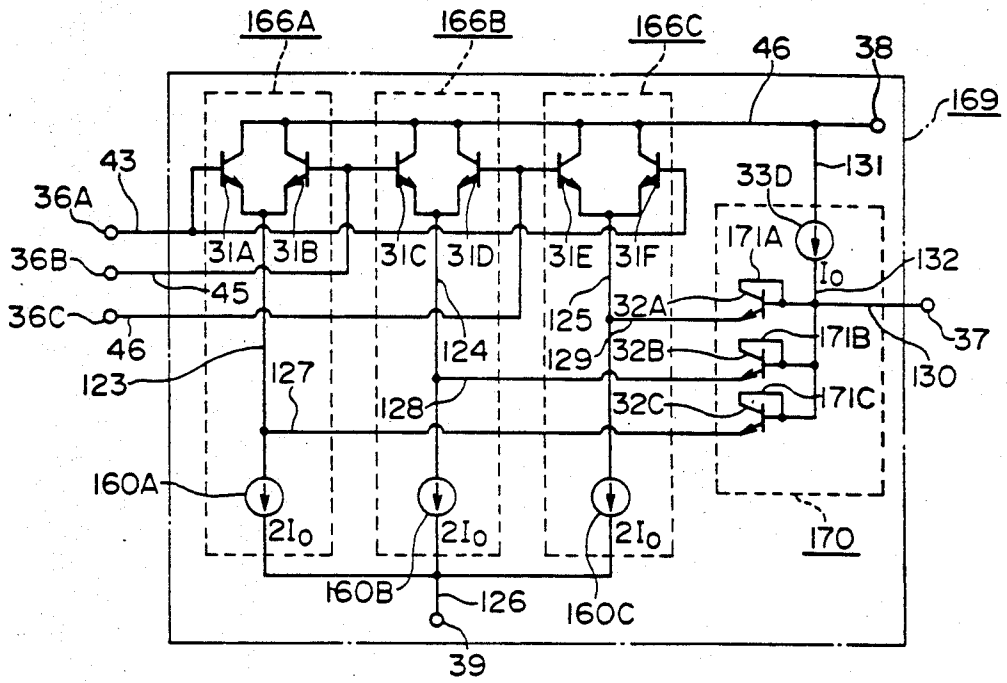 166A 166B 166C
46 38
169
43
131
36A
33D
31A 31B 31C 31D 31E 31F
171A
36B
I0 132
45
125 32A
36C
46
124
129
171B
37
130
32B
123
127
128
32C
171C
160A
2I0 2I0 2I0
170
160B
126
160C
39